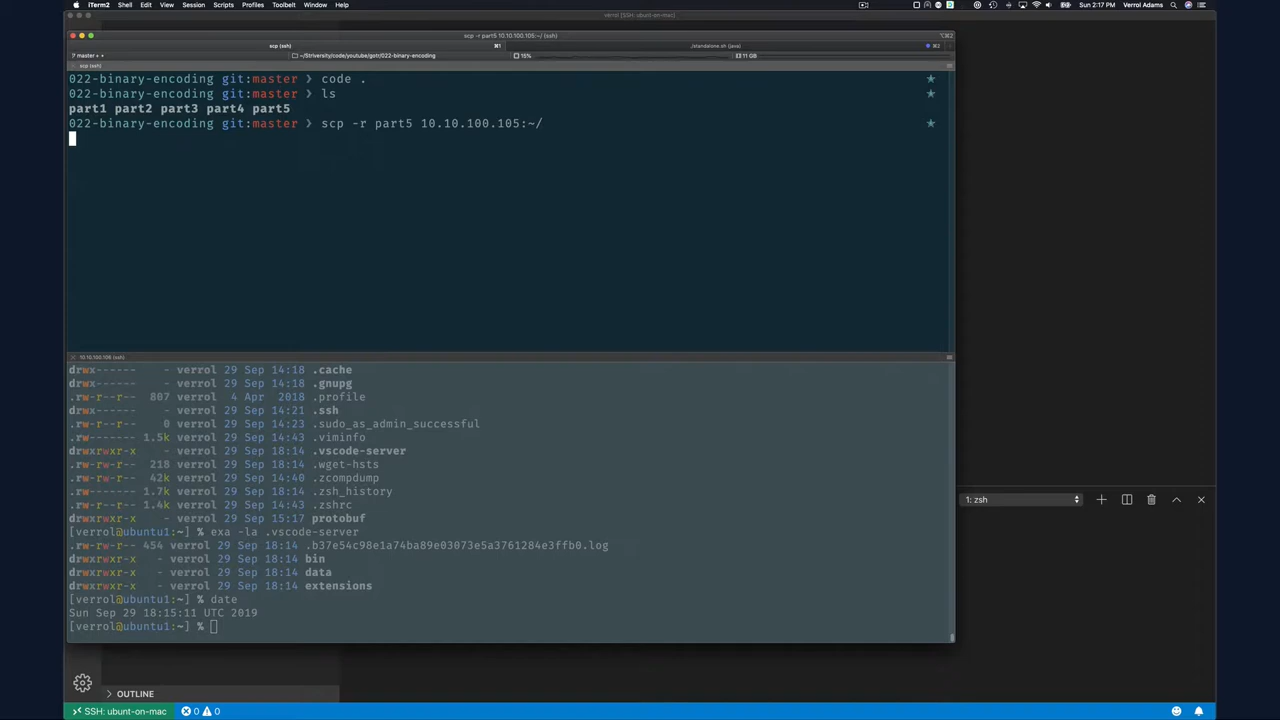 iTerm2 Shell Edit View Session Scripts Profiles Toolbelt Window Help
Sun 2:17 PM Verrol Adams
verrol [SSH: ubunt-on-mac]
scp -r part5 10.10.100.105:~/ (ssh)
⌥⌘2
scp (ssh) ⌘1 ./standalone.sh (java) ⌘2
master
~/Striversity/code/youtube/gotr/022-binary-encoding
15%
11 GB
scp (ssh)
022-binary-encoding git:master ❯ code .
022-binary-encoding git:master ❯ ls
part1 part2 part3 part4 part5
022-binary-encoding git:master ❯ scp -r part5 10.10.100.105:~/
10.10.100.105 (ssh)
drwx------ - verrol 29 Sep 14:18 .cache
drwx------ - verrol 29 Sep 14:18 .gnupg
.rw-r--r-- 807 verrol 4 Apr 2018 .profile
drwx------ - verrol 29 Sep 14:21 .ssh
.rw-r--r-- 0 verrol 29 Sep 14:23 .sudo_as_admin_successful
.rw------- 1.5k verrol 29 Sep 14:43 .viminfo
drwxrwxr-x - verrol 29 Sep 18:14 .vscode-server
.rw-rw-r-- 218 verrol 29 Sep 18:14 .wget-hsts
.rw-rw-r-- 42k verrol 29 Sep 14:40 .zcompdump
.rw------- 1.7k verrol 29 Sep 18:14 .zsh_history
.rw-rw-r-- 1.4k verrol 29 Sep 14:43 .zshrc
drwxrwxr-x - verrol 29 Sep 15:17 protobuf
[verrol@ubuntu1:~] % exa -la .vscode-server
.rw-rw-r-- 454 verrol 29 Sep 18:14 .b37e54c98e1a74ba89e03073e5a3761284e3ffb0.log
drwxrwxr-x - verrol 29 Sep 18:14 bin
drwxrwxr-x - verrol 29 Sep 18:14 data
drwxrwxr-x - verrol 29 Sep 18:14 extensions
[verrol@ubuntu1:~] % date
Sun Sep 29 18:15:11 UTC 2019
[verrol@ubuntu1:~] %
1: zsh
OUTLINE
SSH: ubunt-on-mac 0 0